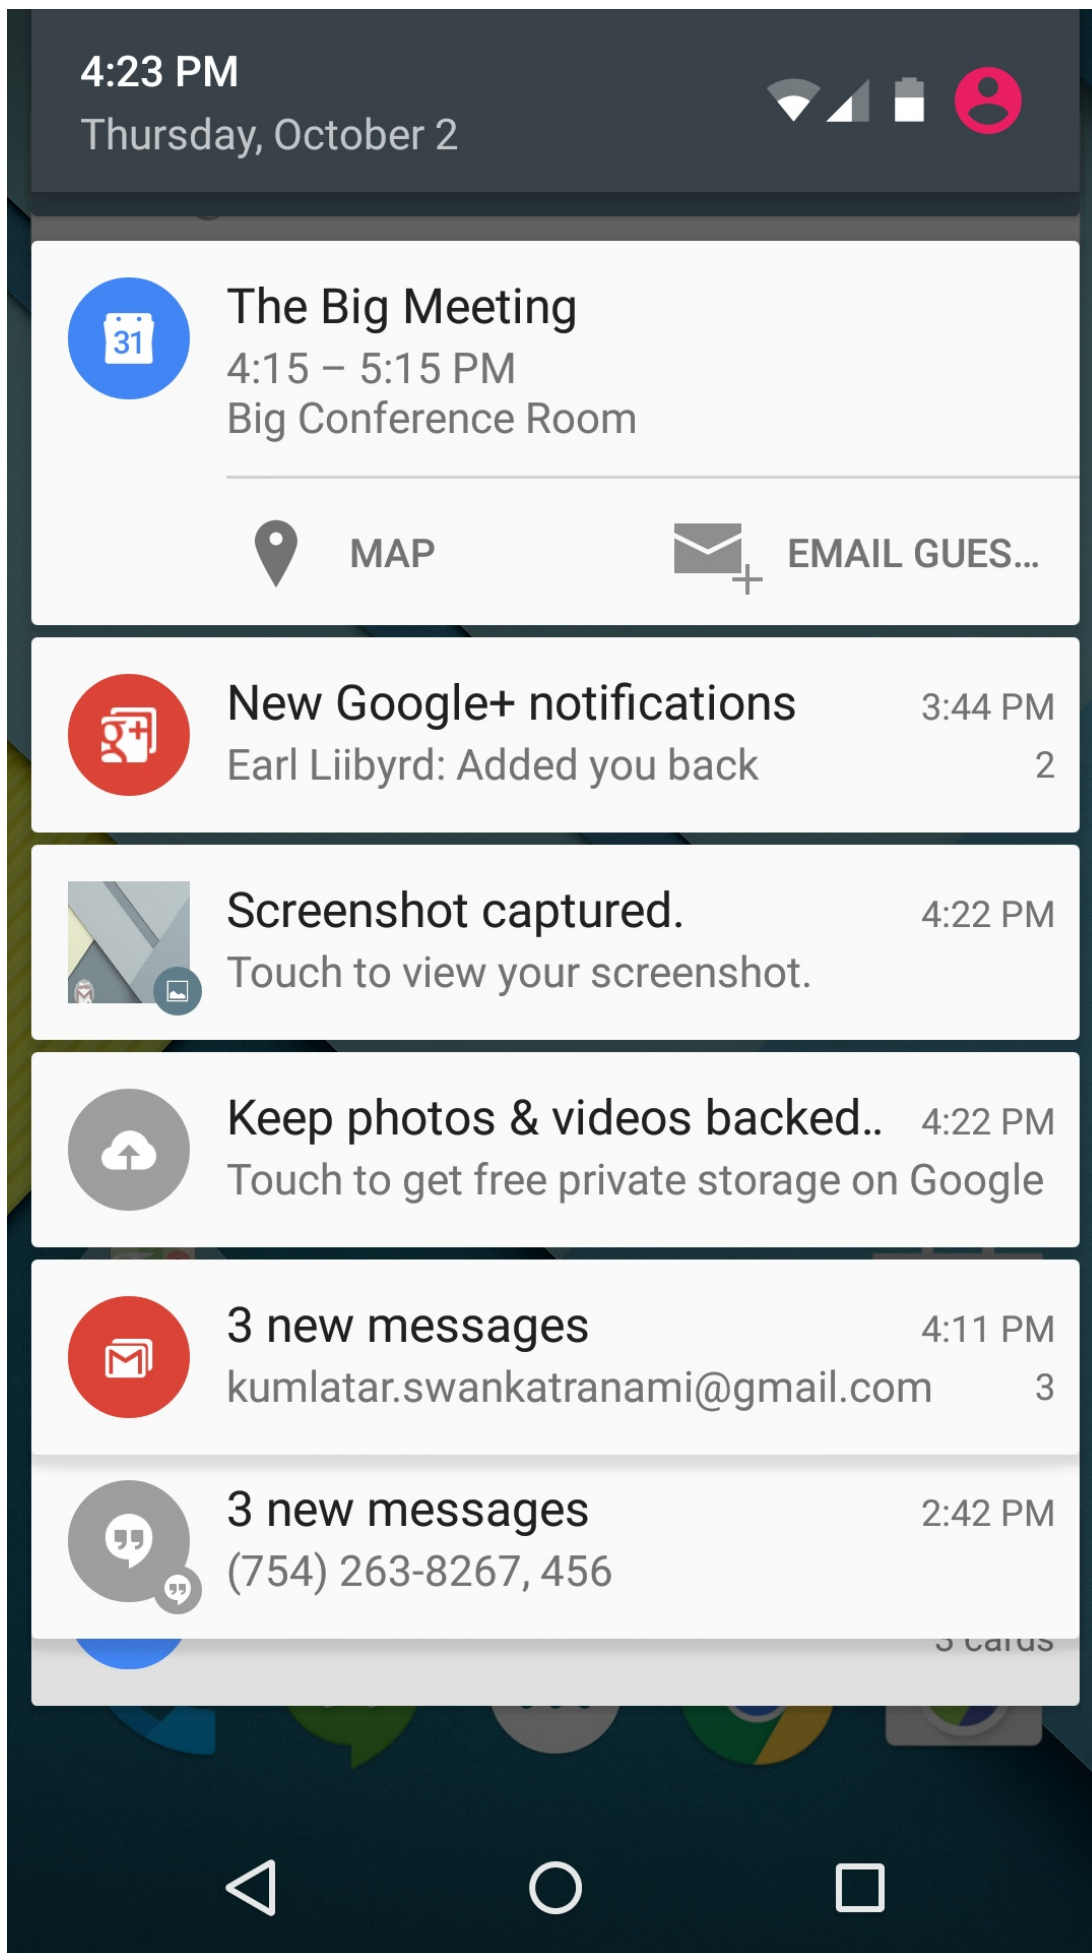 4:23 PM
Thursday, October 2
31
The Big Meeting
4:15 – 5:15 PM
Big Conference Room
MAP
EMAIL GUES...
g+
New Google+ notifications
3:44 PM
Earl Liibyrd: Added you back
2
Screenshot captured.
4:22 PM
Touch to view your screenshot.
Keep photos & videos backed..
4:22 PM
Touch to get free private storage on Google
3 new messages
4:11 PM
kumlatar.swankatranami@gmail.com
3
3 new messages
2:42 PM
(754) 263-8267, 456
3 cards